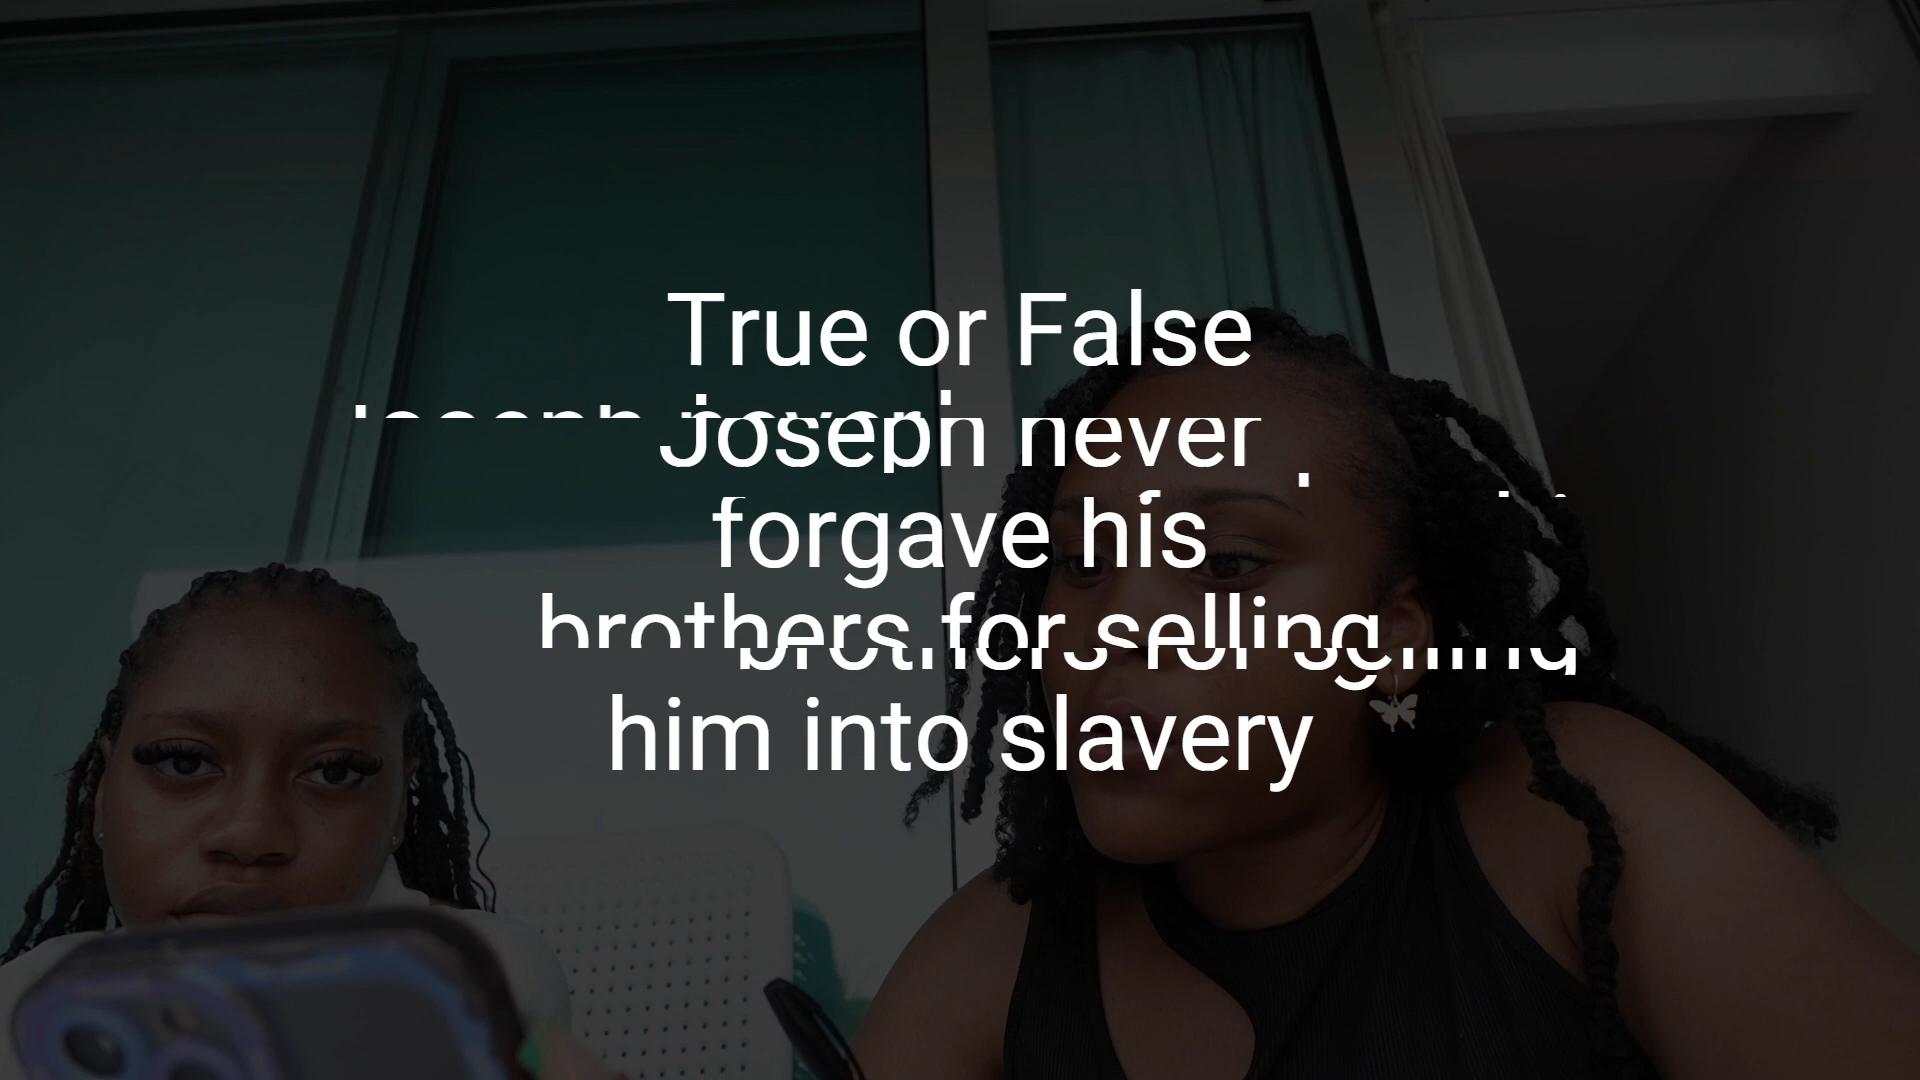 True or False
Joseph never
forgave his
brothers for selling
him into slavery